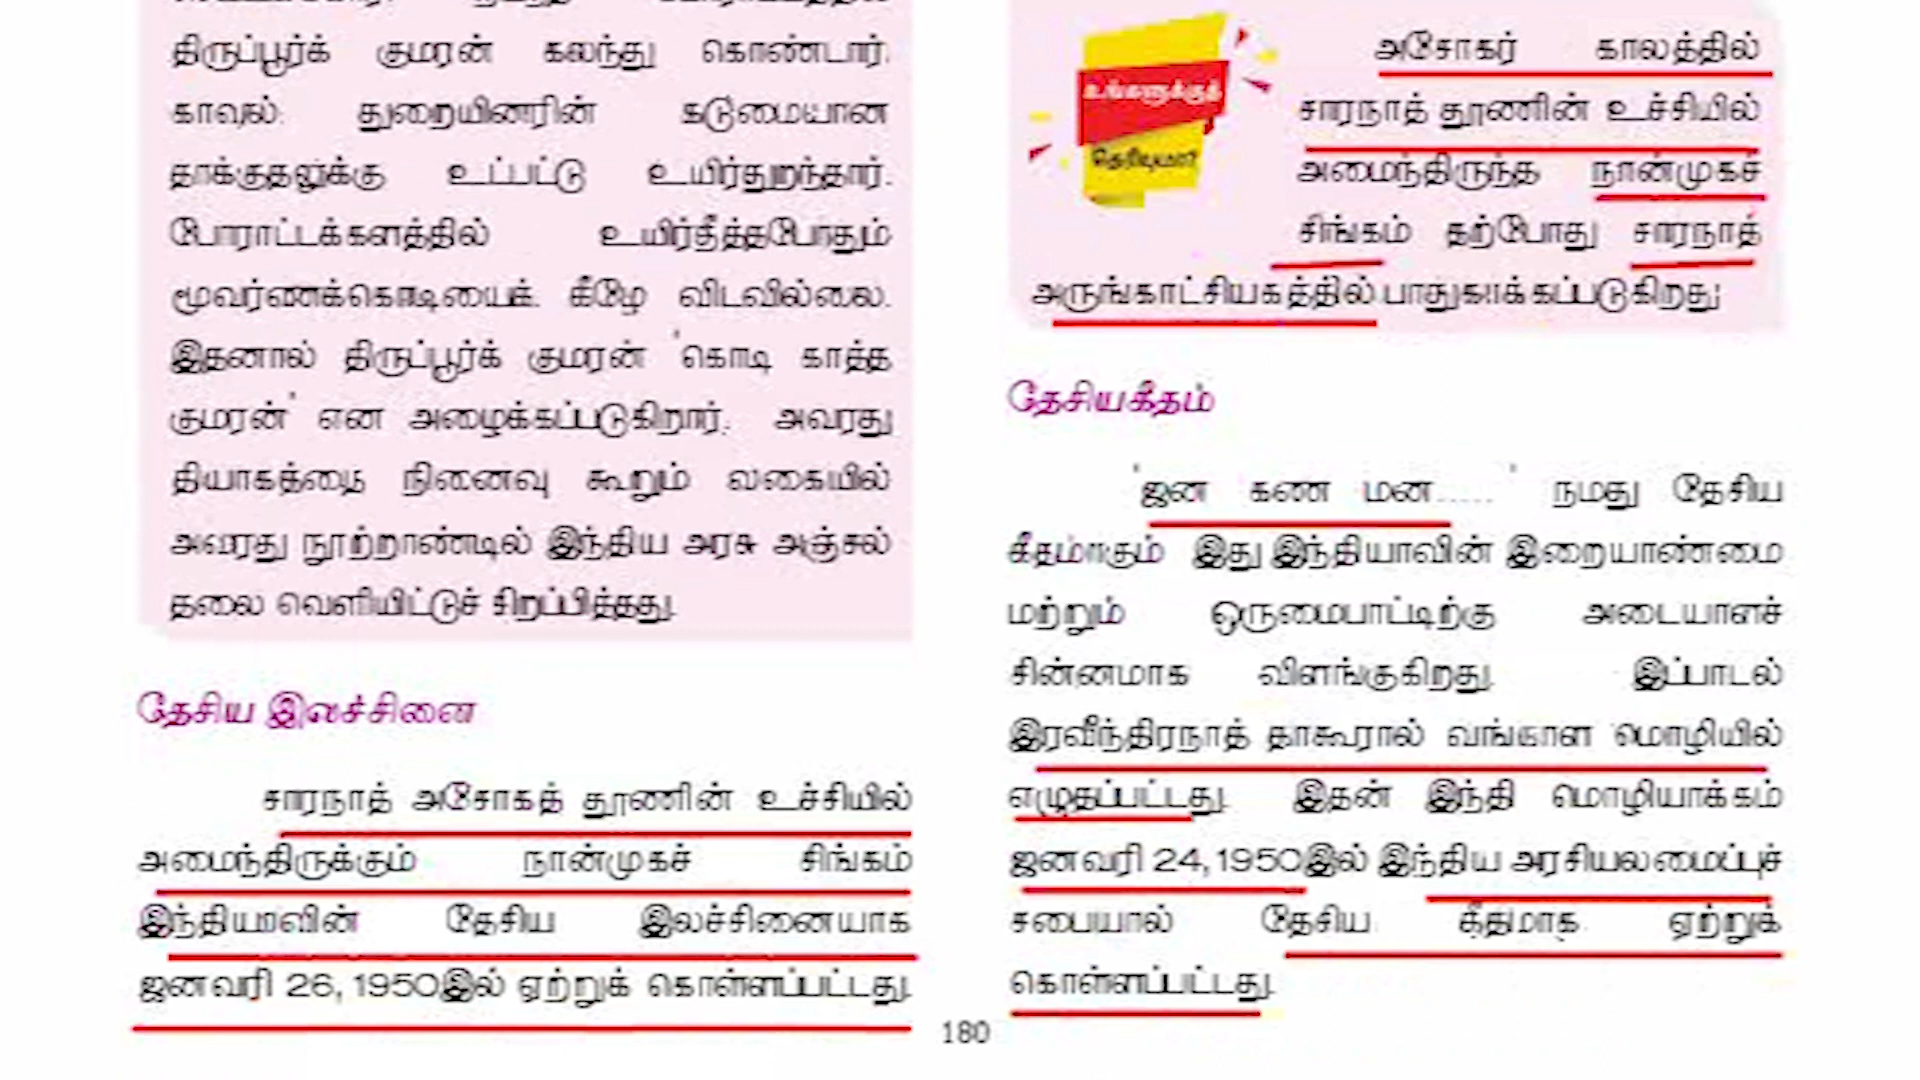 திருப்பூர்க் குமரன் கலந்து கொண்டார்.
காவல் துறையினரின் கடுமையான
தாக்குதலுக்கு உட்பட்டு உயிர்துறந்தார்.
போராட்டக்களத்தில் உயிர்நீத்தபோதும்
மூவர்ணக்கொடியைக் கீழே விடவில்லை.
இதனால் திருப்பூர்க் குமரன் 'கொடி காத்த
குமரன்' என அழைக்கப்படுகிறார். அவரது
தியாகத்தை நினைவு கூறும் வகையில்
அவரது நூற்றாண்டில் இந்திய அரசு அஞ்சல்
தலை வெளியிட்டுச் சிறப்பித்தது.
தேசிய இலச்சினை
சாரநாத் அசோகத் தூணின் உச்சியில்
அமைந்திருக்கும் நான்முகச் சிங்கம்
இந்தியாவின் தேசிய இலச்சினையாக
ஜனவரி 26, 1950இல் ஏற்றுக் கொள்ளப்பட்டது.
உங்களுக்குத்
தெரியுமா?
அசோகர் காலத்தில்
சாரநாத் தூணின் உச்சியில்
அமைந்திருந்த நான்முகச்
சிங்கம் தற்போது சாரநாத்
அருங்காட்சியகத்தில் பாதுகாக்கப்படுகிறது
தேசியகீதம்
'ஜன கண மன.....' நமது தேசிய
கீதமாகும் இது இந்தியாவின் இறையாண்மை
மற்றும் ஒருமைபாட்டிற்கு அடையாளச்
சின்னமாக விளங்குகிறது. இப்பாடல்
இரவீந்திரநாத் தாகூரால் வங்காள மொழியில்
எழுதப்பட்டது. இதன் இந்தி மொழியாக்கம்
ஜனவரி 24, 1950இல் இந்திய அரசியலமைப்புச்
சபையால் தேசிய கீதமாக ஏற்றுக்
கொள்ளப்பட்டது.
180